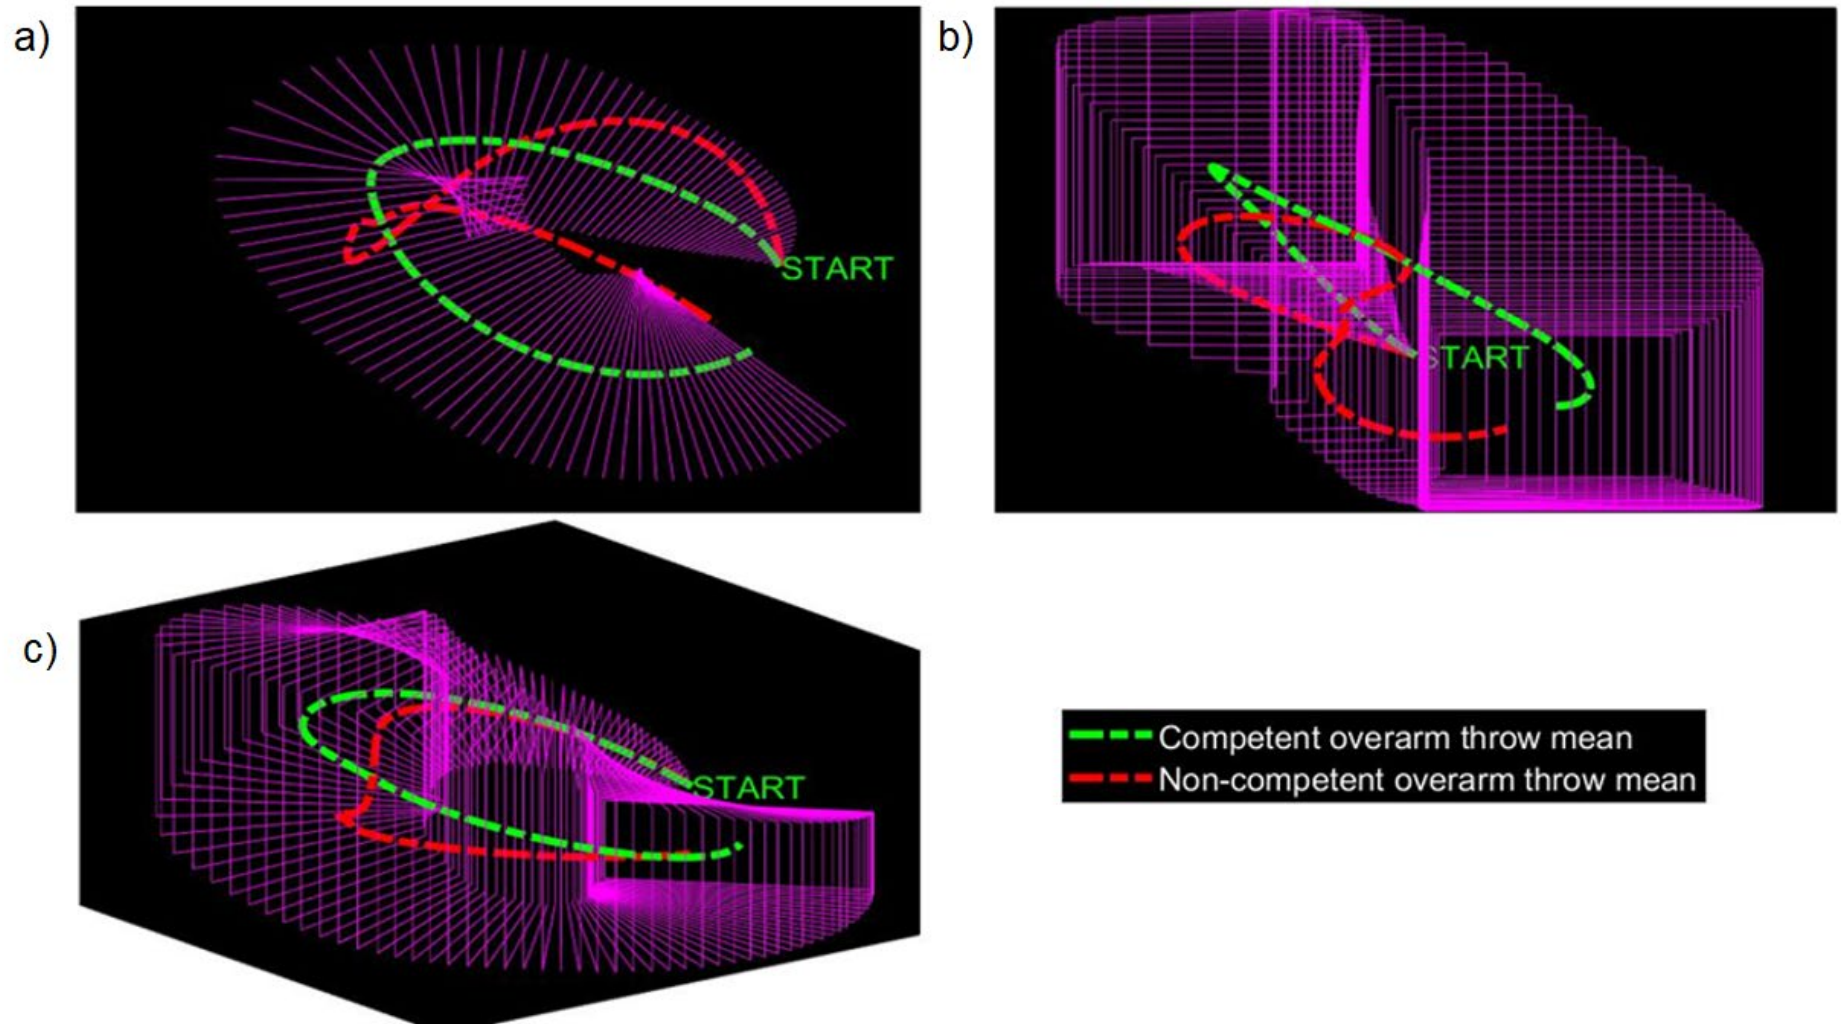 a)
START
b)
START
c)
START
Competent overarm throw mean
Non-competent overarm throw mean